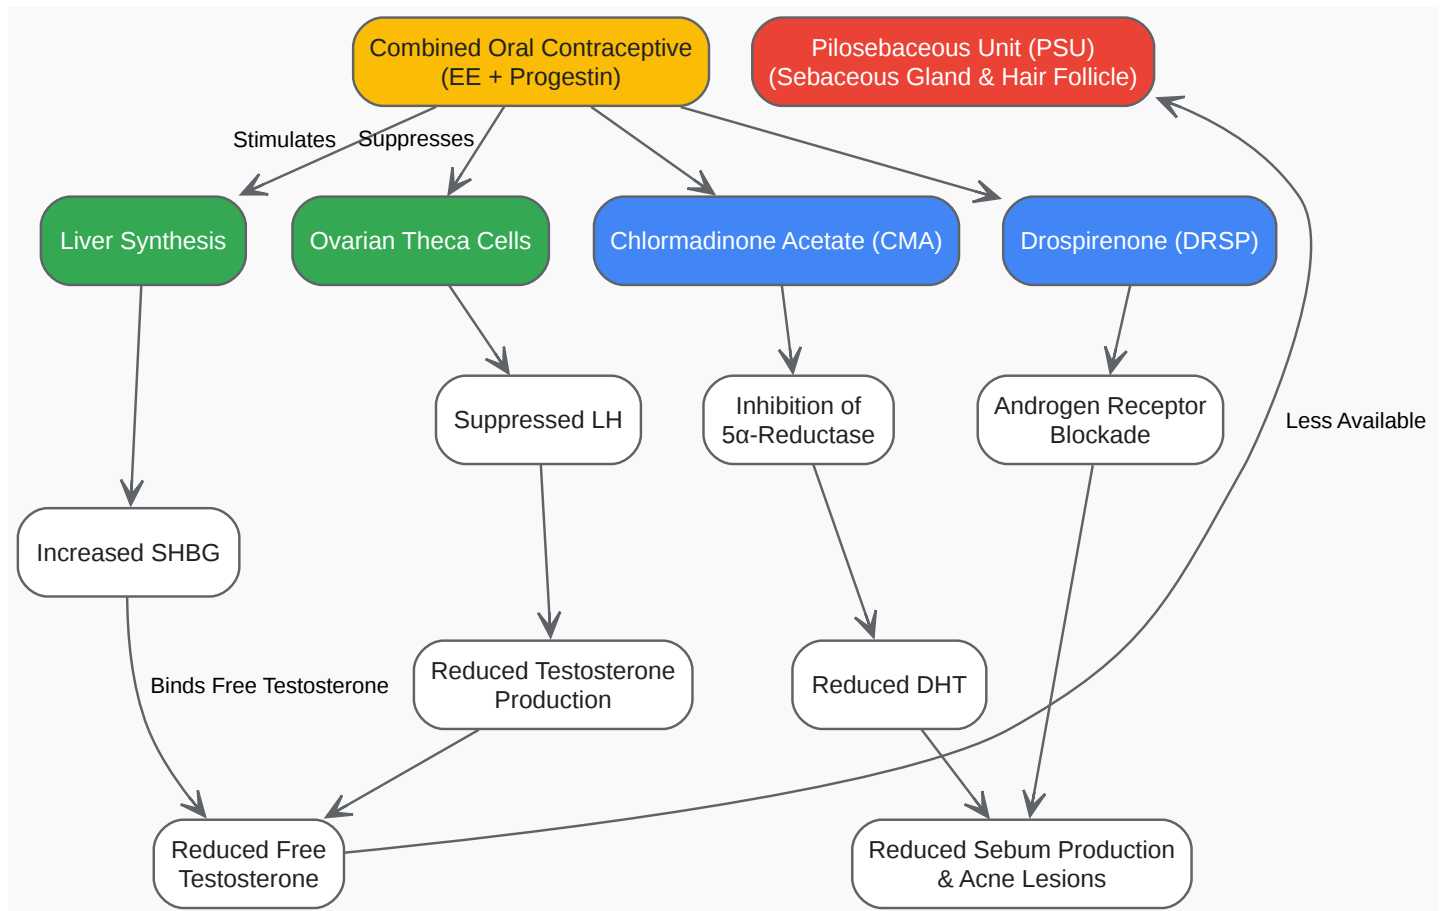 Combined Oral Contraceptive
(EE + Progestin)
Pilosebaceous Unit (PSU)
(Sebaceous Gland & Hair Follicle)
Stimulates
Suppresses
Liver Synthesis
Ovarian Theca Cells
Chlormadinone Acetate (CMA)
Drospirenone (DRSP)
Suppressed LH
Inhibition of
5α-Reductase
Androgen Receptor
Blockade
Less Available
Increased SHBG
Binds Free Testosterone
Reduced Testosterone
Production
Reduced DHT
Reduced Free
Testosterone
Reduced Sebum Production
& Acne Lesions